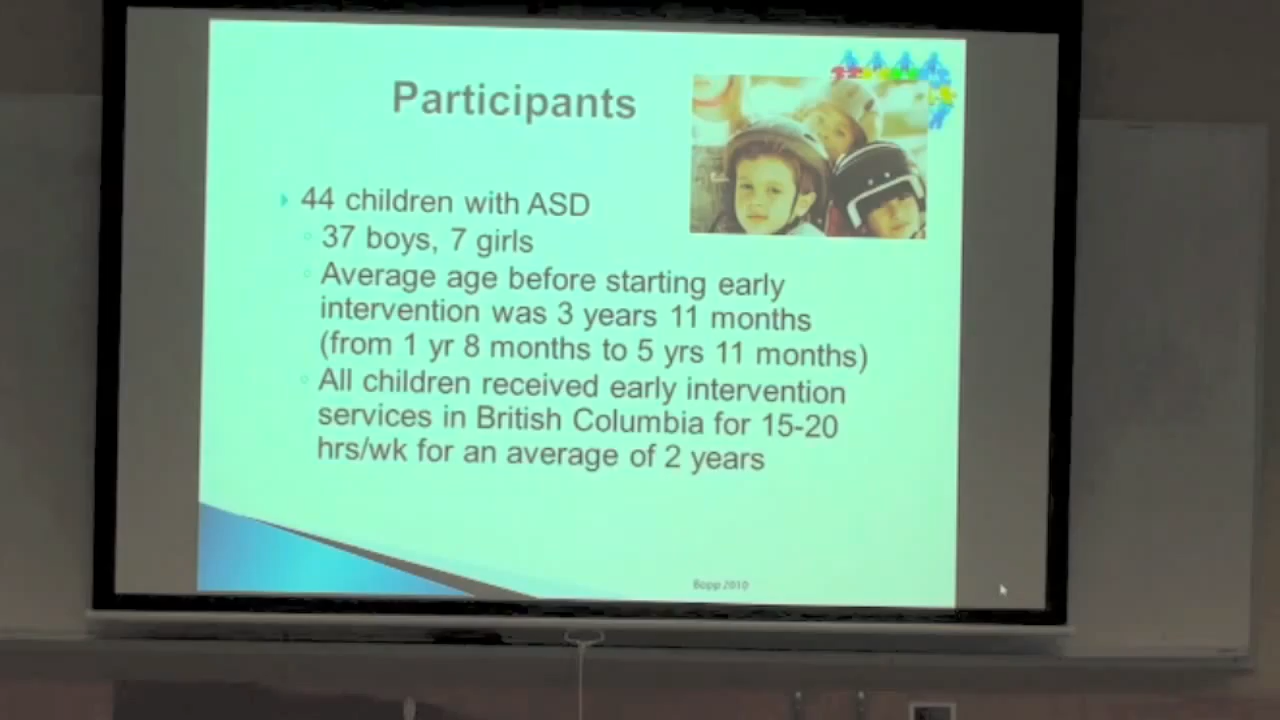 Participants
44 children with ASD
37 boys, 7 girls
Average age before starting early
intervention was 3 years 11 months
(from 1 yr 8 months to 5 yrs 11 months)
All children received early intervention
services in British Columbia for 15-20
hrs/wk for an average of 2 years
Bopp 2010